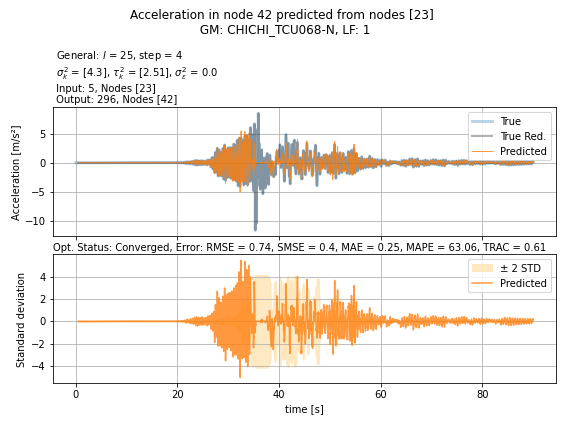 Acceleration in node 42 predicted from nodes [23]
GM: CHICHI_TCU068-N, LF: 1
General: l = 25, step = 4
σ²ₖ = [4.3], τ²ₖ = [2.51], σ²ε = 0.0
Input: 5, Nodes [23]
Output: 296, Nodes [42]
True
True Red.
Predicted
Acceleration [m/s²]
5
0
−5
−10
Opt. Status: Converged, Error: RMSE = 0.74, SMSE = 0.4, MAE = 0.25, MAPE = 63.06, TRAC = 0.61
± 2 STD
Predicted
Standard deviation
4
2
0
−2
−4
0 20 40 60 80
time [s]